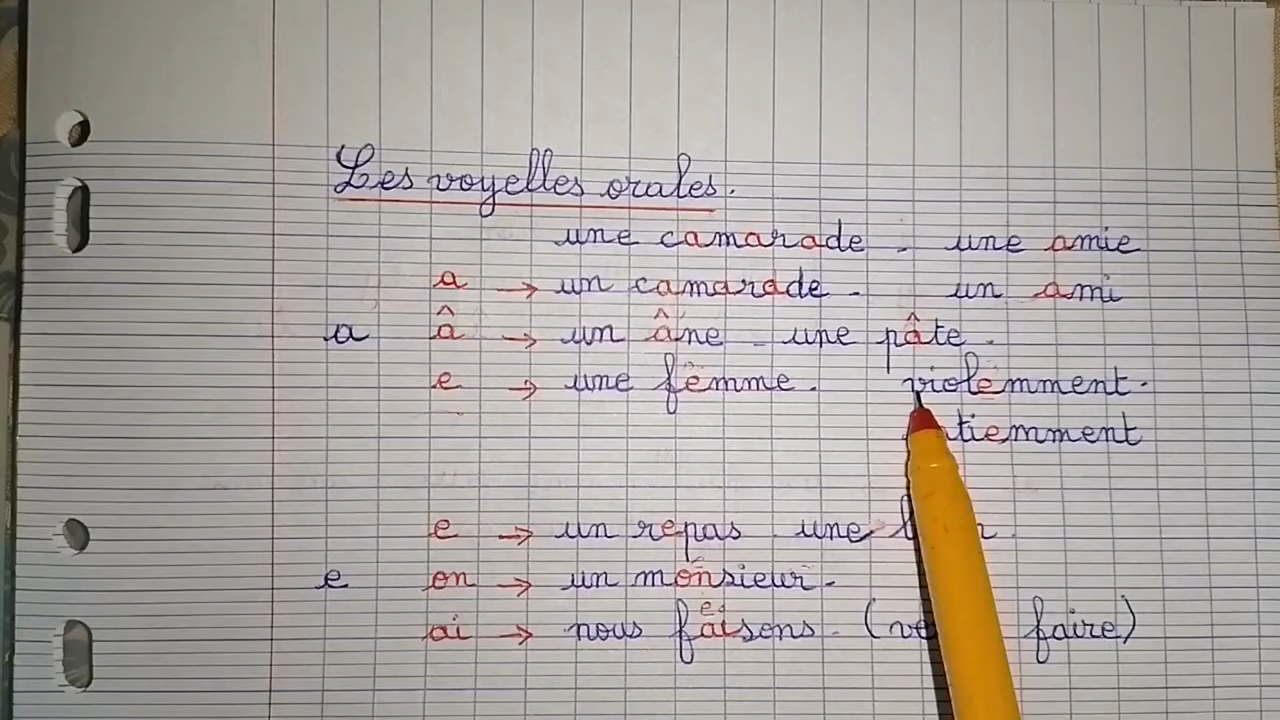 Les voyelles orales.
une camarade - une amie
a → un camarade - un ami
a â → un âne - une pâte.
e → une femme. violemment.
e → un repas une
e on → un monsieur.
ai → nous faisons. (faire)